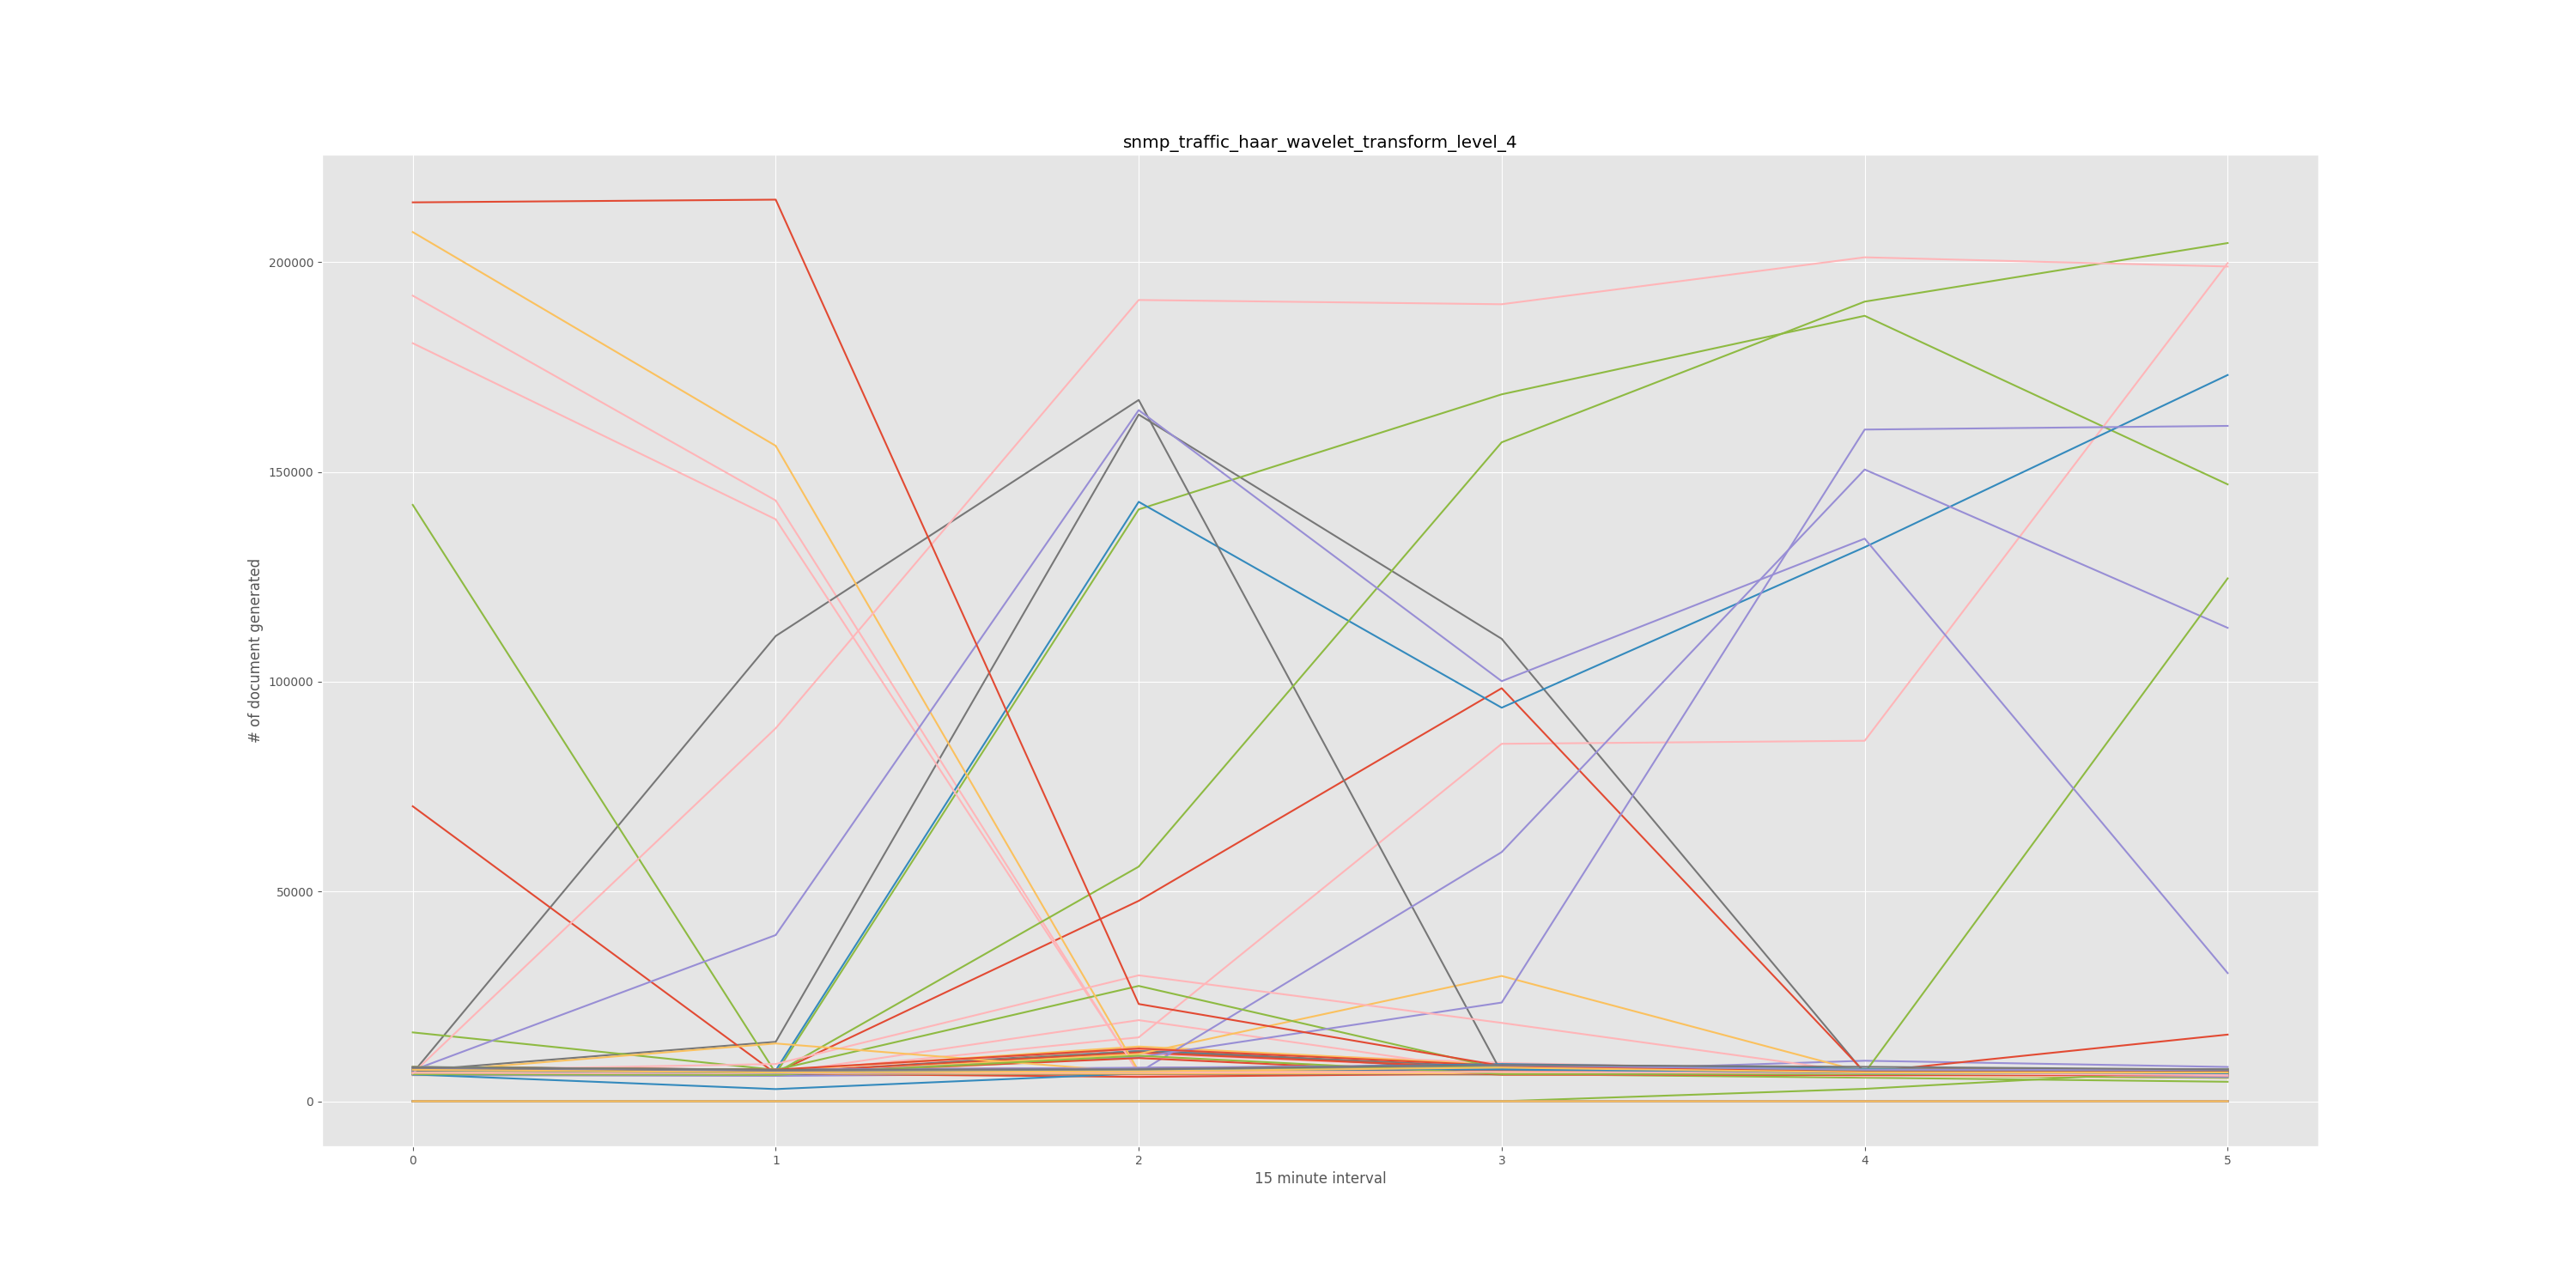 snmp_traffic_haar_wavelet_transform_level_4
200000
150000
100000
50000
0
# of document generated
0 1 2 3 4 5
15 minute interval